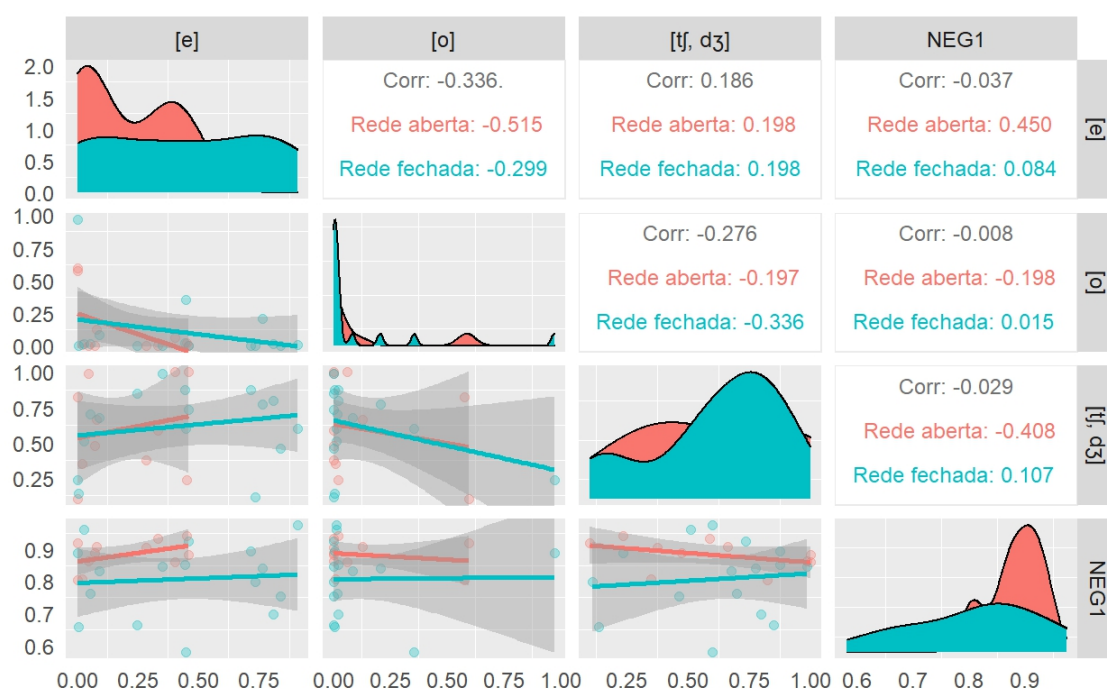 [e] [o] [tʃ, dʒ] NEG1
2.0 1.5 1.0 0.5 0.0
Corr: -0.336. Corr: 0.186 Corr: -0.037
Rede aberta: -0.515 Rede aberta: 0.198 Rede aberta: 0.450
Rede fechada: -0.299 Rede fechada: 0.198 Rede fechada: 0.084
[e]
1.00 0.75 0.50 0.25 0.00
Corr: -0.276 Corr: -0.008
Rede aberta: -0.197 Rede aberta: -0.198
Rede fechada: -0.336 Rede fechada: 0.015
[o]
1.00 0.75 0.50 0.25
Corr: -0.029
Rede aberta: -0.408
Rede fechada: 0.107
[tʃ, dʒ]
0.9 0.8 0.7 0.6
NEG1
0.00 0.25 0.50 0.75 0.00 0.25 0.50 0.75 1.00 0.25 0.50 0.75 1.00 0.6 0.7 0.8 0.9